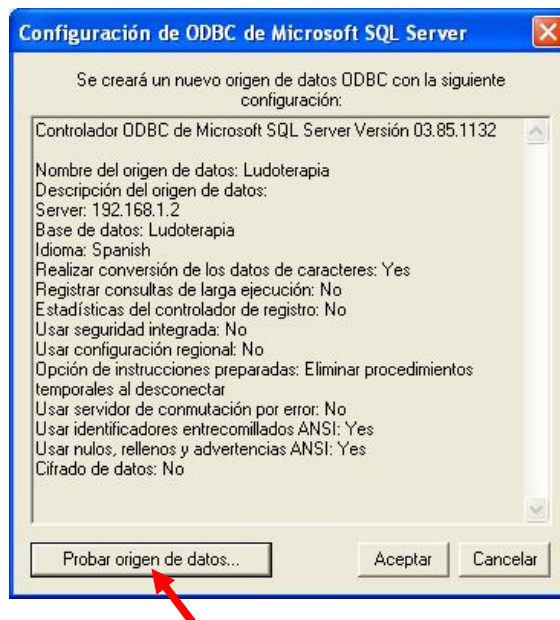 Configuración de ODBC de Microsoft SQL Server
Se creará un nuevo origen de datos ODBC con la siguiente
configuración:
Controlador ODBC de Microsoft SQL Server Versión 03.85.1132
Nombre del origen de datos: Ludoterapia
Descripción del origen de datos:
Server: 192.168.1.2
Base de datos: Ludoterapia
Idioma: Spanish
Realizar conversión de los datos de caracteres: Yes
Registrar consultas de larga ejecución: No
Estadísticas del controlador de registro: No
Usar seguridad integrada: No
Usar configuración regional: No
Opción de instrucciones preparadas: Eliminar procedimientos
temporales al desconectar
Usar servidor de conmutación por error: No
Usar identificadores entrecomillados ANSI: Yes
Usar nulos, rellenos y advertencias ANSI: Yes
Cifrado de datos: No
Probar origen de datos... Aceptar Cancelar